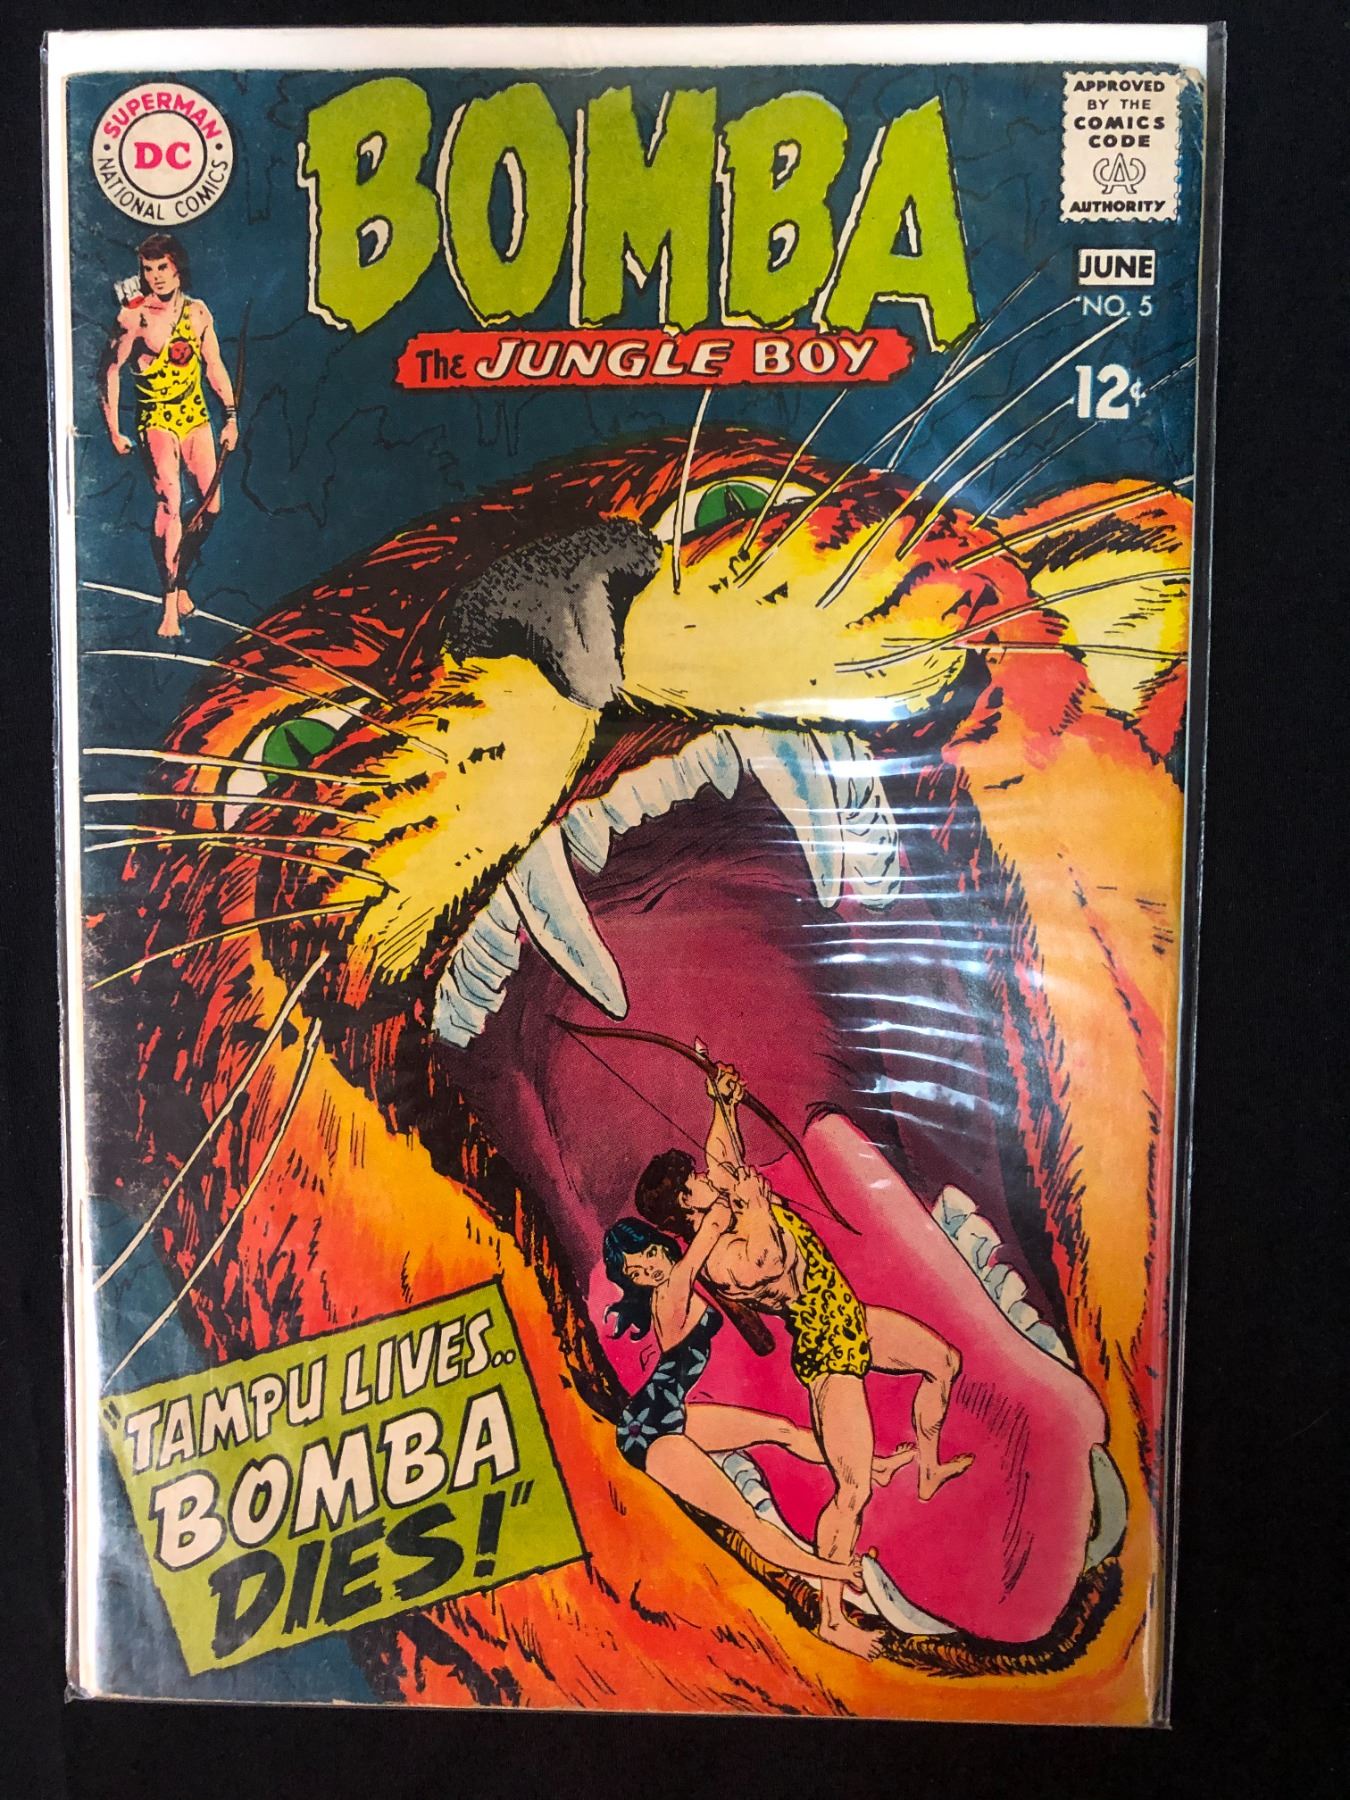 SUPERMAN
DC
NATIONAL COMICS
BOMBA
The JUNGLE BOY
APPROVED
BY THE
COMICS
CODE
CA
AUTHORITY
JUNE
NO. 5
12¢
"TAMPU LIVES..
BOMBA
DIES!"